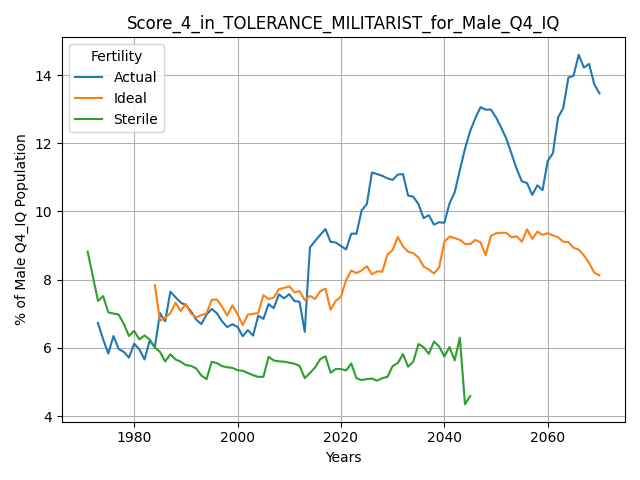 Score_4_in_TOLERANCE_MILITARIST_for_Male_Q4_IQ
Fertility
Actual
Ideal
Sterile
% of Male Q4_IQ Population
14
12
10
8
6
4
1980
2000
2020
2040
2060
Years